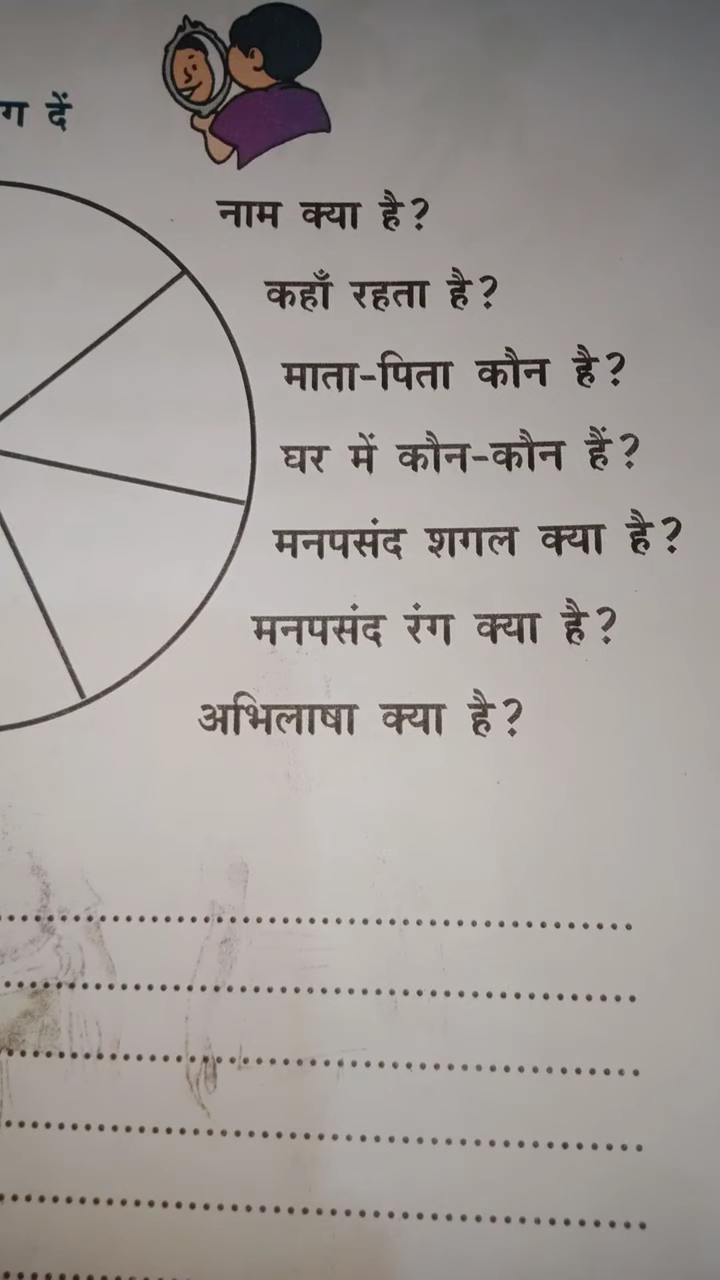 ग दें
नाम क्या है?
कहाँ रहता है?
माता-पिता कौन है?
घर में कौन-कौन हैं?
मनपसंद शगल क्या है?
मनपसंद रंग क्या है?
अभिलाषा क्या है?